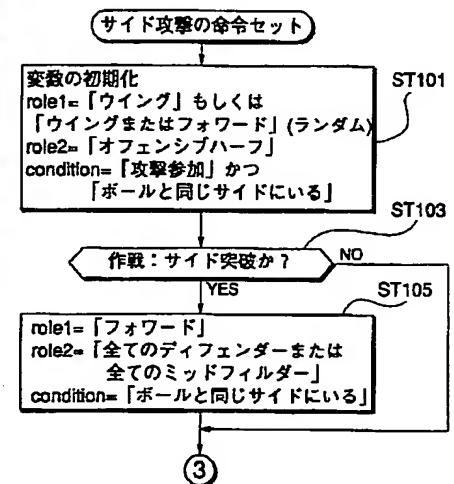 サイド攻撃の命令セット
変数の初期化
role1=「ウイング」もしくは
「ウイングまたはフォワード」(ランダム)
role2=「オフェンシブハーフ」
condition=「攻撃参加」かつ
「ボールと同じサイドにいる」
ST101
ST103
作戦：サイド突破か？
NO
YES
ST105
role1=「フォワード」
role2=「全てのディフェンダーまたは
全てのミッドフィルダー」
condition=「ボールと同じサイドにいる」
3